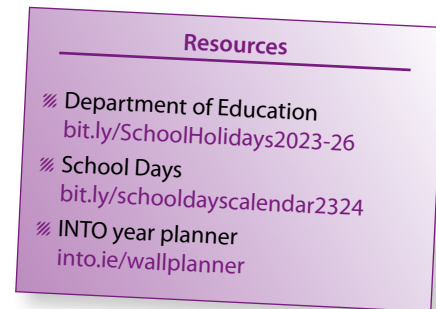 Resources
Department of Education
bit.ly/SchoolHolidays2023-26
School Days
bit.ly/schooldayscalendar2324
INTO year planner
into.ie/wallplanner